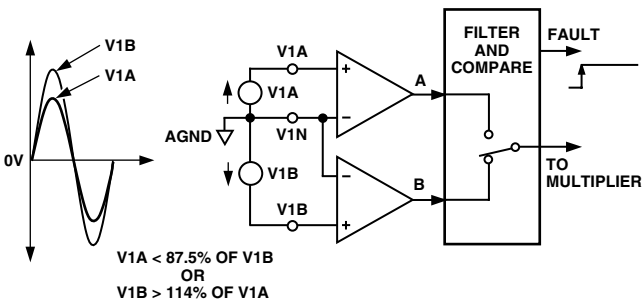 V1B
V1A
0V
V1A < 87.5% OF V1B
OR
V1B > 114% OF V1A
V1A
V1A
AGND
V1N
V1B
V1B
+
−
−
+
A
B
FILTER
AND
COMPARE
FAULT
TO
MULTIPLIER